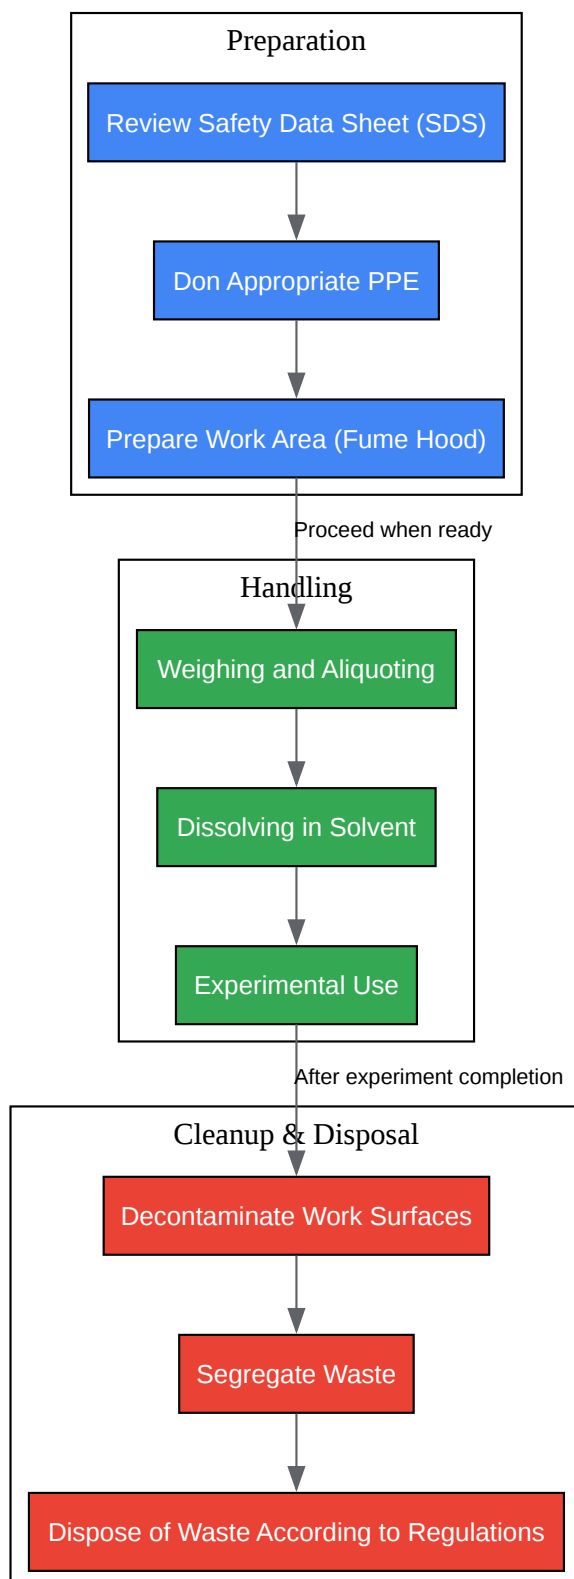 Preparation
Review Safety Data Sheet (SDS)
Don Appropriate PPE
Prepare Work Area (Fume Hood)
Proceed when ready
Handling
Weighing and Aliquoting
Dissolving in Solvent
Experimental Use
After experiment completion
Cleanup & Disposal
Decontaminate Work Surfaces
Segregate Waste
Dispose of Waste According to Regulations